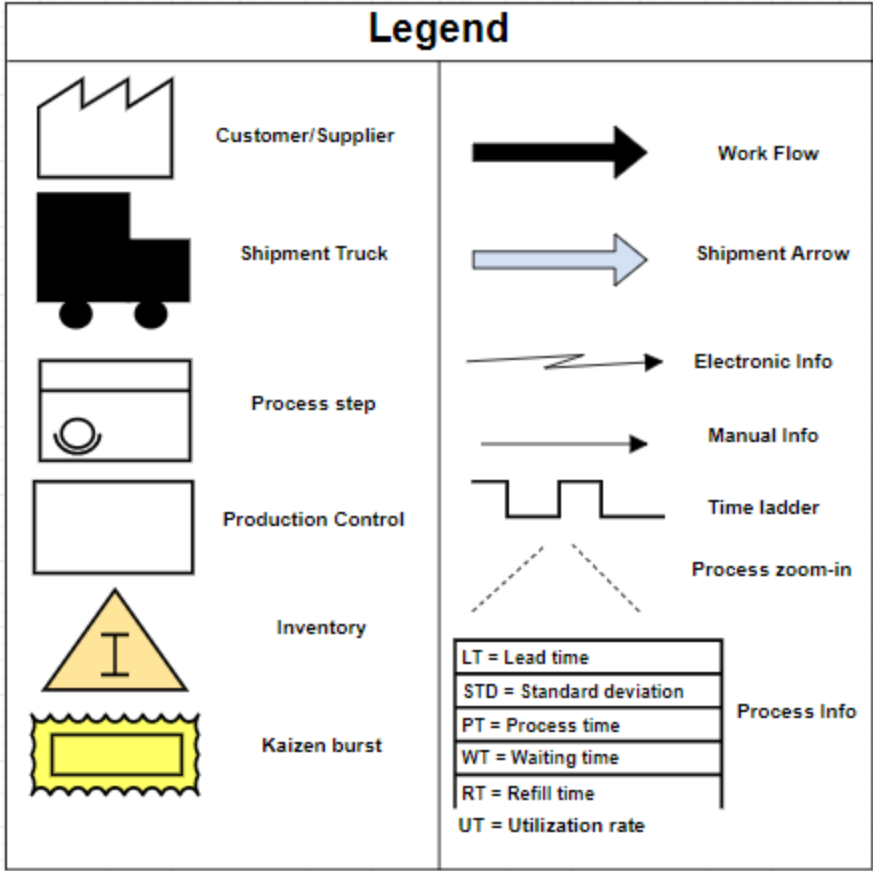 Legend
Customer/Supplier
Shipment Truck
Process step
Production Control
I
Inventory
Kaizen burst
Work Flow
Shipment Arrow
Electronic Info
Manual Info
Time ladder
Process zoom-in
LT = Lead time
STD = Standard deviation
PT = Process time
WT = Waiting time
RT = Refill time
UT = Utilization rate
Process Info